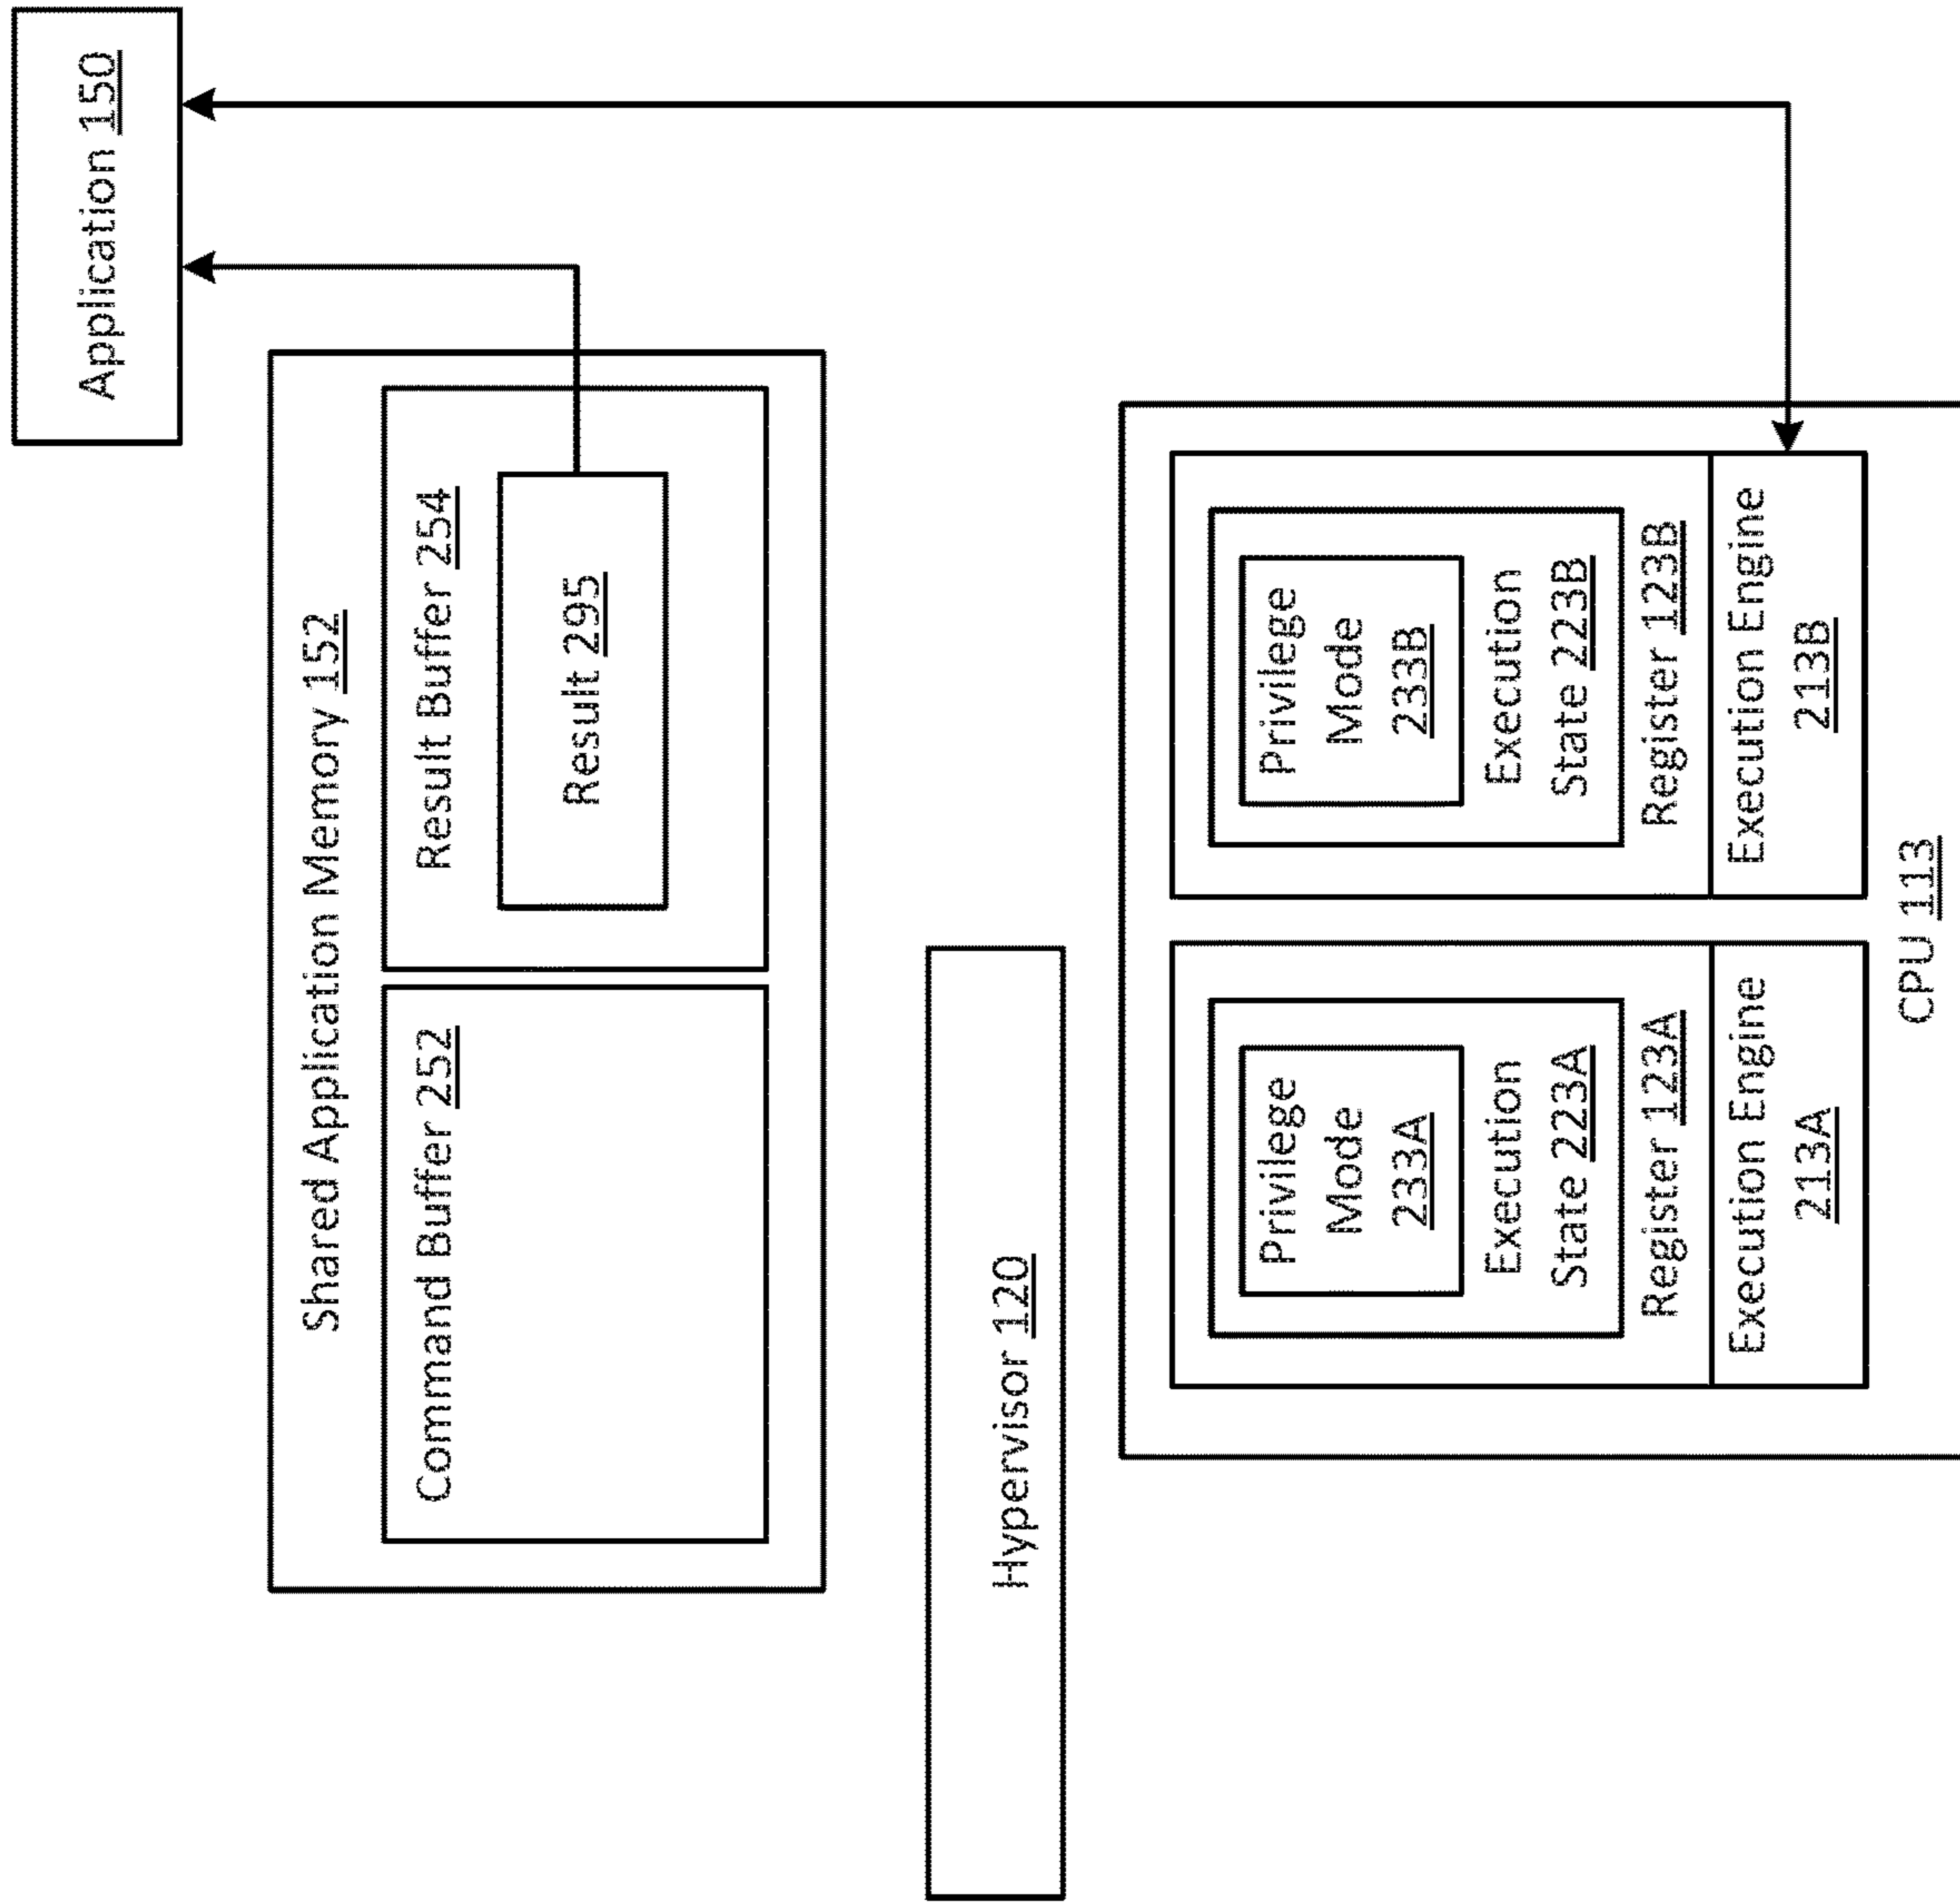 Application 150
Shared Application Memory 152
Command Buffer 252
Result Buffer 254
Result 295
Hypervisor 120
Privilege
Mode
233A
Execution
State 223A
Register 123A
Execution Engine
213A
Privilege
Mode
233B
Execution
State 223B
Register 123B
Execution Engine
213B
CPU 113